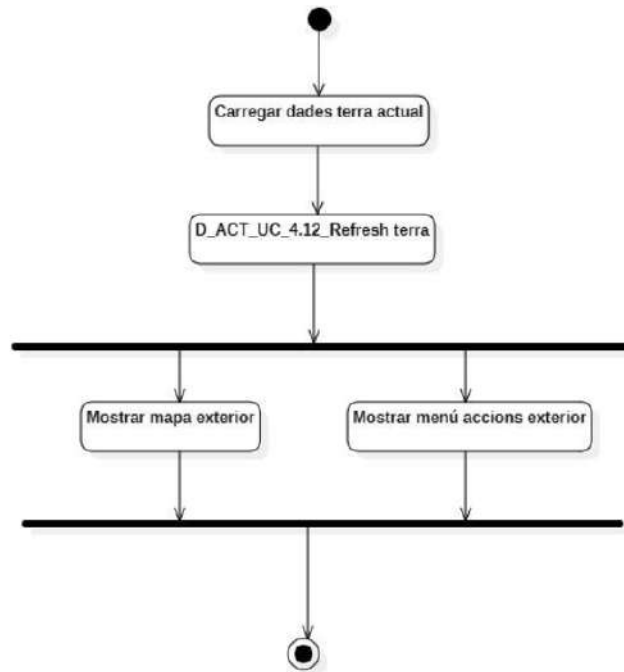 Carregar dades terra actual
D_ACT_UC_4.12_Refresh terra
Mostrar mapa exterior
Mostrar menú accions exterior